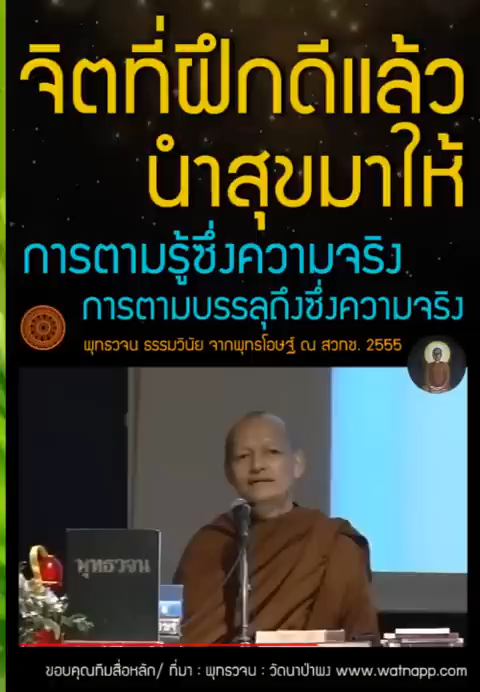 จิตที่ฝึกดีแล้ว
นำสุขมาให้
การตามรู้ซึ่งความจริง
การตามบรรลุถึงซึ่งความจริง
พุทธวจน ธรรมวินัย จากพุทธโอษฐ์ ณ สวทช. 2555
พุทธวจน
ขอบคุณทีมสื่อหลัก/ ที่มา : พุทธวจน : วัดนาป่าพง www.watnapp.com